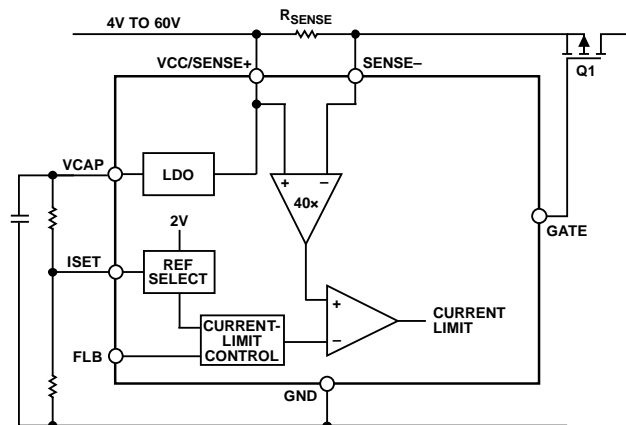 4V TO 60V
RSENSE
VCC/SENSE+
SENSE–
Q1
VCAP
LDO
+
–
40×
GATE
2V
ISET
REF
SELECT
+
–
CURRENT
LIMIT
CURRENT-
LIMIT
CONTROL
FLB
GND